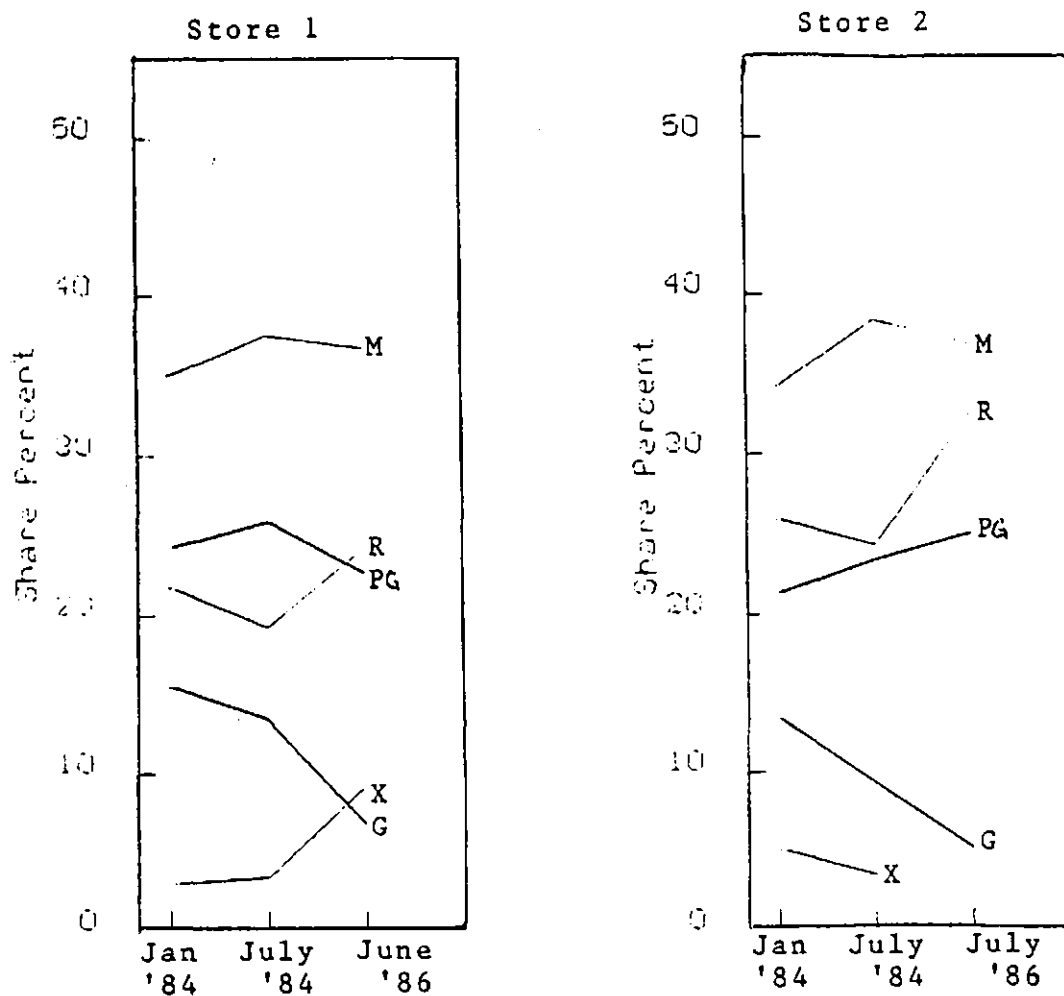 Store 1
50
40
30
20
10
0
Share Percent
M
R
PG
X
G
Jan July June
'84 '84 '86
Store 2
50
40
30
20
10
0
Share Percent
M
R
PG
G
X
Jan July July
'84 '84 '86